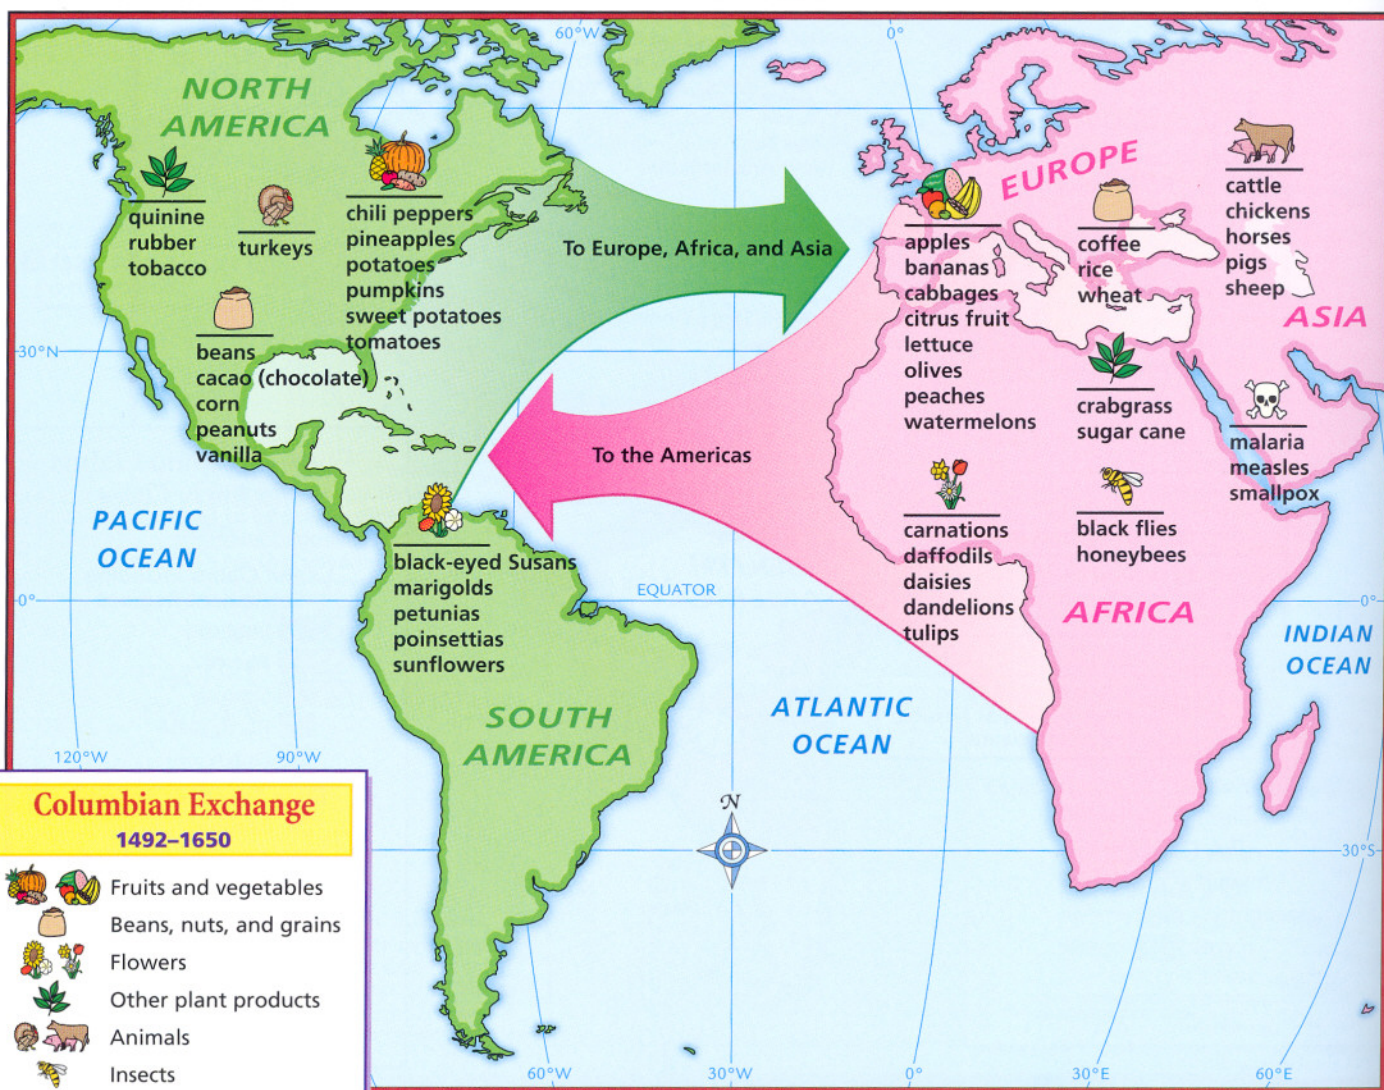 60°W
0°
NORTH
AMERICA
quinine
rubber
tobacco
turkeys
chili peppers
pineapples
potatoes
pumpkins
sweet potatoes
tomatoes
beans
cacao (chocolate)
corn
peanuts
vanilla
To Europe, Africa, and Asia
EUROPE
apples
bananas
cabbages
citrus fruit
lettuce
olives
peaches
watermelons
coffee
rice
wheat
cattle
chickens
horses
pigs
sheep
ASIA
30°N
To the Americas
crabgrass
sugar cane
malaria
measles
smallpox
carnations
daffodils
daisies
dandelions
tulips
black flies
honeybees
PACIFIC
OCEAN
black-eyed Susans
marigolds
petunias
poinsettias
sunflowers
0°
EQUATOR
AFRICA
0°
INDIAN
OCEAN
SOUTH
AMERICA
ATLANTIC
OCEAN
120°W
90°W
N
30°S
Columbian Exchange
1492–1650
Fruits and vegetables
Beans, nuts, and grains
Flowers
Other plant products
Animals
Insects
60°W
30°W
0°
30°E
60°E